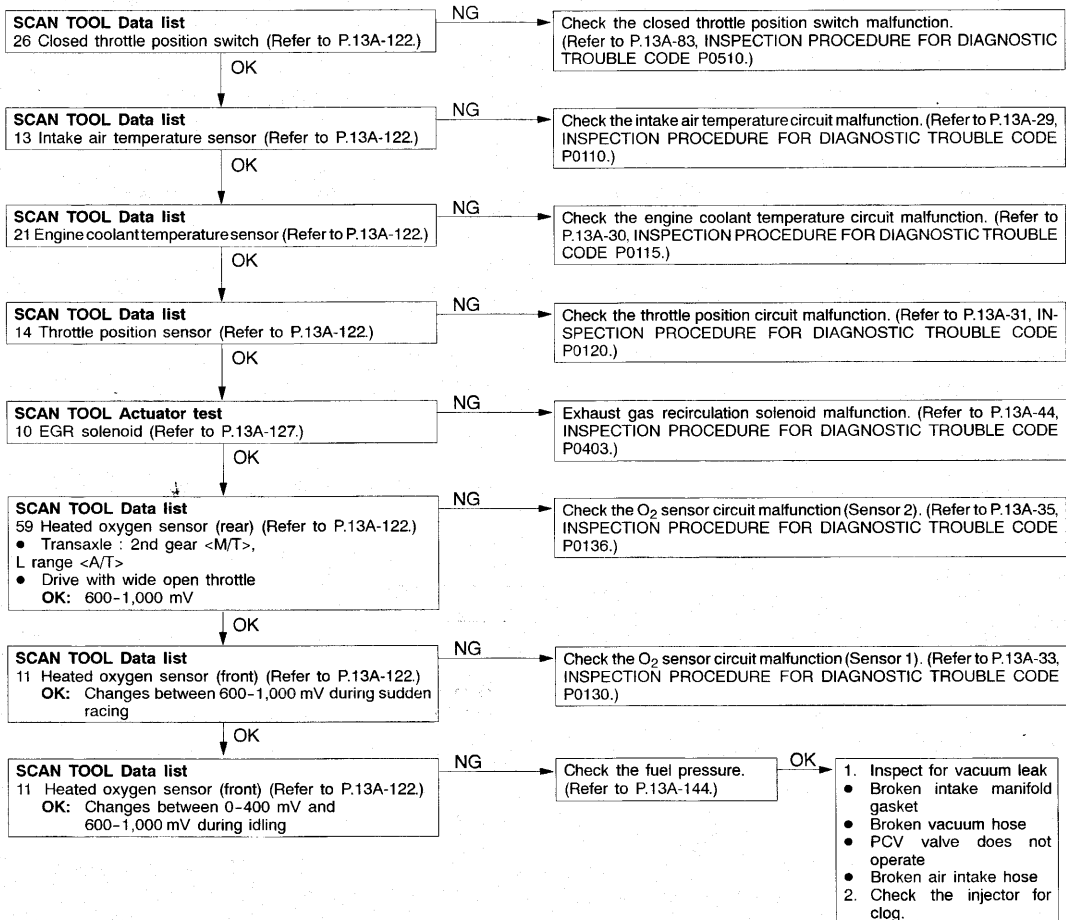 SCAN TOOL Data list
26 Closed throttle position switch (Refer to P.13A-122.)
NG
Check the closed throttle position switch malfunction.
(Refer to P.13A-83, INSPECTION PROCEDURE FOR DIAGNOSTIC
TROUBLE CODE P0510.)
OK
SCAN TOOL Data list
13 Intake air temperature sensor (Refer to P.13A-122.)
NG
Check the intake air temperature circuit malfunction. (Refer to P.13A-29,
INSPECTION PROCEDURE FOR DIAGNOSTIC TROUBLE CODE
P0110.)
OK
SCAN TOOL Data list
21 Engine coolant temperature sensor (Refer to P.13A-122.)
NG
Check the engine coolant temperature circuit malfunction. (Refer to
P.13A-30, INSPECTION PROCEDURE FOR DIAGNOSTIC TROUBLE
CODE P0115.)
OK
SCAN TOOL Data list
14 Throttle position sensor (Refer to P.13A-122.)
NG
Check the throttle position circuit malfunction. (Refer to P.13A-31, IN-
SPECTION PROCEDURE FOR DIAGNOSTIC TROUBLE CODE
P0120.)
OK
SCAN TOOL Actuator test
10 EGR solenoid (Refer to P.13A-127.)
NG
Exhaust gas recirculation solenoid malfunction. (Refer to P.13A-44,
INSPECTION PROCEDURE FOR DIAGNOSTIC TROUBLE CODE
P0403.)
OK
SCAN TOOL Data list
59 Heated oxygen sensor (rear) (Refer to P.13A-122.)
● Transaxle : 2nd gear <M/T>,
L range <A/T>
● Drive with wide open throttle
OK: 600–1,000 mV
NG
Check the O₂ sensor circuit malfunction (Sensor 2). (Refer to P.13A-35,
INSPECTION PROCEDURE FOR DIAGNOSTIC TROUBLE CODE
P0136.)
OK
SCAN TOOL Data list
11 Heated oxygen sensor (front) (Refer to P.13A-122.)
OK: Changes between 600–1,000 mV during sudden
racing
NG
Check the O₂ sensor circuit malfunction (Sensor 1). (Refer to P.13A-33,
INSPECTION PROCEDURE FOR DIAGNOSTIC TROUBLE CODE
P0130.)
OK
SCAN TOOL Data list
11 Heated oxygen sensor (front) (Refer to P.13A-122.)
OK: Changes between 0–400 mV and
600–1,000 mV during idling
NG
Check the fuel pressure.
(Refer to P.13A-144.)
OK
1. Inspect for vacuum leak
● Broken intake manifold
gasket
● Broken vacuum hose
● PCV valve does not
operate
● Broken air intake hose
2. Check the injector for
clog.